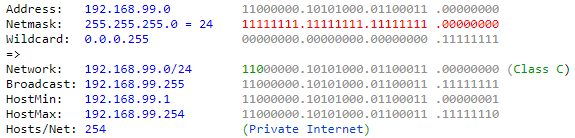 Address: 192.168.99.0 11000000.10101000.01100011 .00000000
Netmask: 255.255.255.0 = 24 11111111.11111111.11111111 .00000000
Wildcard: 0.0.0.255 00000000.00000000.00000000 .11111111
=>
Network: 192.168.99.0/24 11000000.10101000.01100011 .00000000 (Class C)
Broadcast: 192.168.99.255 11000000.10101000.01100011 .11111111
HostMin: 192.168.99.1 11000000.10101000.01100011 .00000001
HostMax: 192.168.99.254 11000000.10101000.01100011 .11111110
Hosts/Net: 254 (Private Internet)